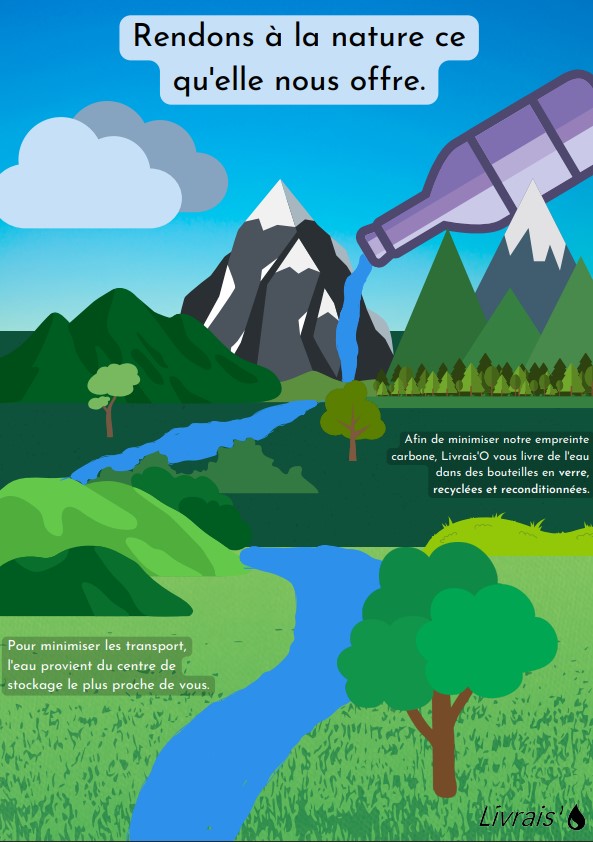 Rendons à la nature ce
qu'elle nous offre.
Afin de minimiser notre empreinte
carbone, Livrais'O vous livre de l'eau
dans des bouteilles en verre,
recyclées et reconditionnées.
Pour minimiser les transport,
l'eau provient du centre de
stockage le plus proche de vous.
Livrais'